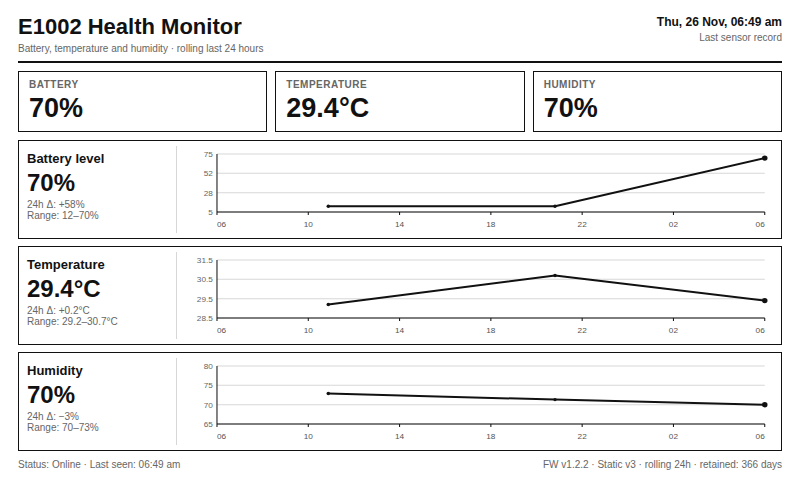 E1002 Health Monitor
Thu, 26 Nov, 06:49 am
Battery, temperature and humidity · rolling last 24 hours
Last sensor record
BATTERY
70%
TEMPERATURE
29.4°C
HUMIDITY
70%
Battery level
70%
24h Δ: +58%
Range: 12–70%
75
52
28
5
06 10 14 18 22 02 06
Temperature
29.4°C
24h Δ: +0.2°C
Range: 29.2–30.7°C
31.5
30.5
29.5
28.5
06 10 14 18 22 02 06
Humidity
70%
24h Δ: −3%
Range: 70–73%
80
75
70
65
06 10 14 18 22 02 06
Status: Online · Last seen: 06:49 am
FW v1.2.2 · Static v3 · rolling 24h · retained: 366 days